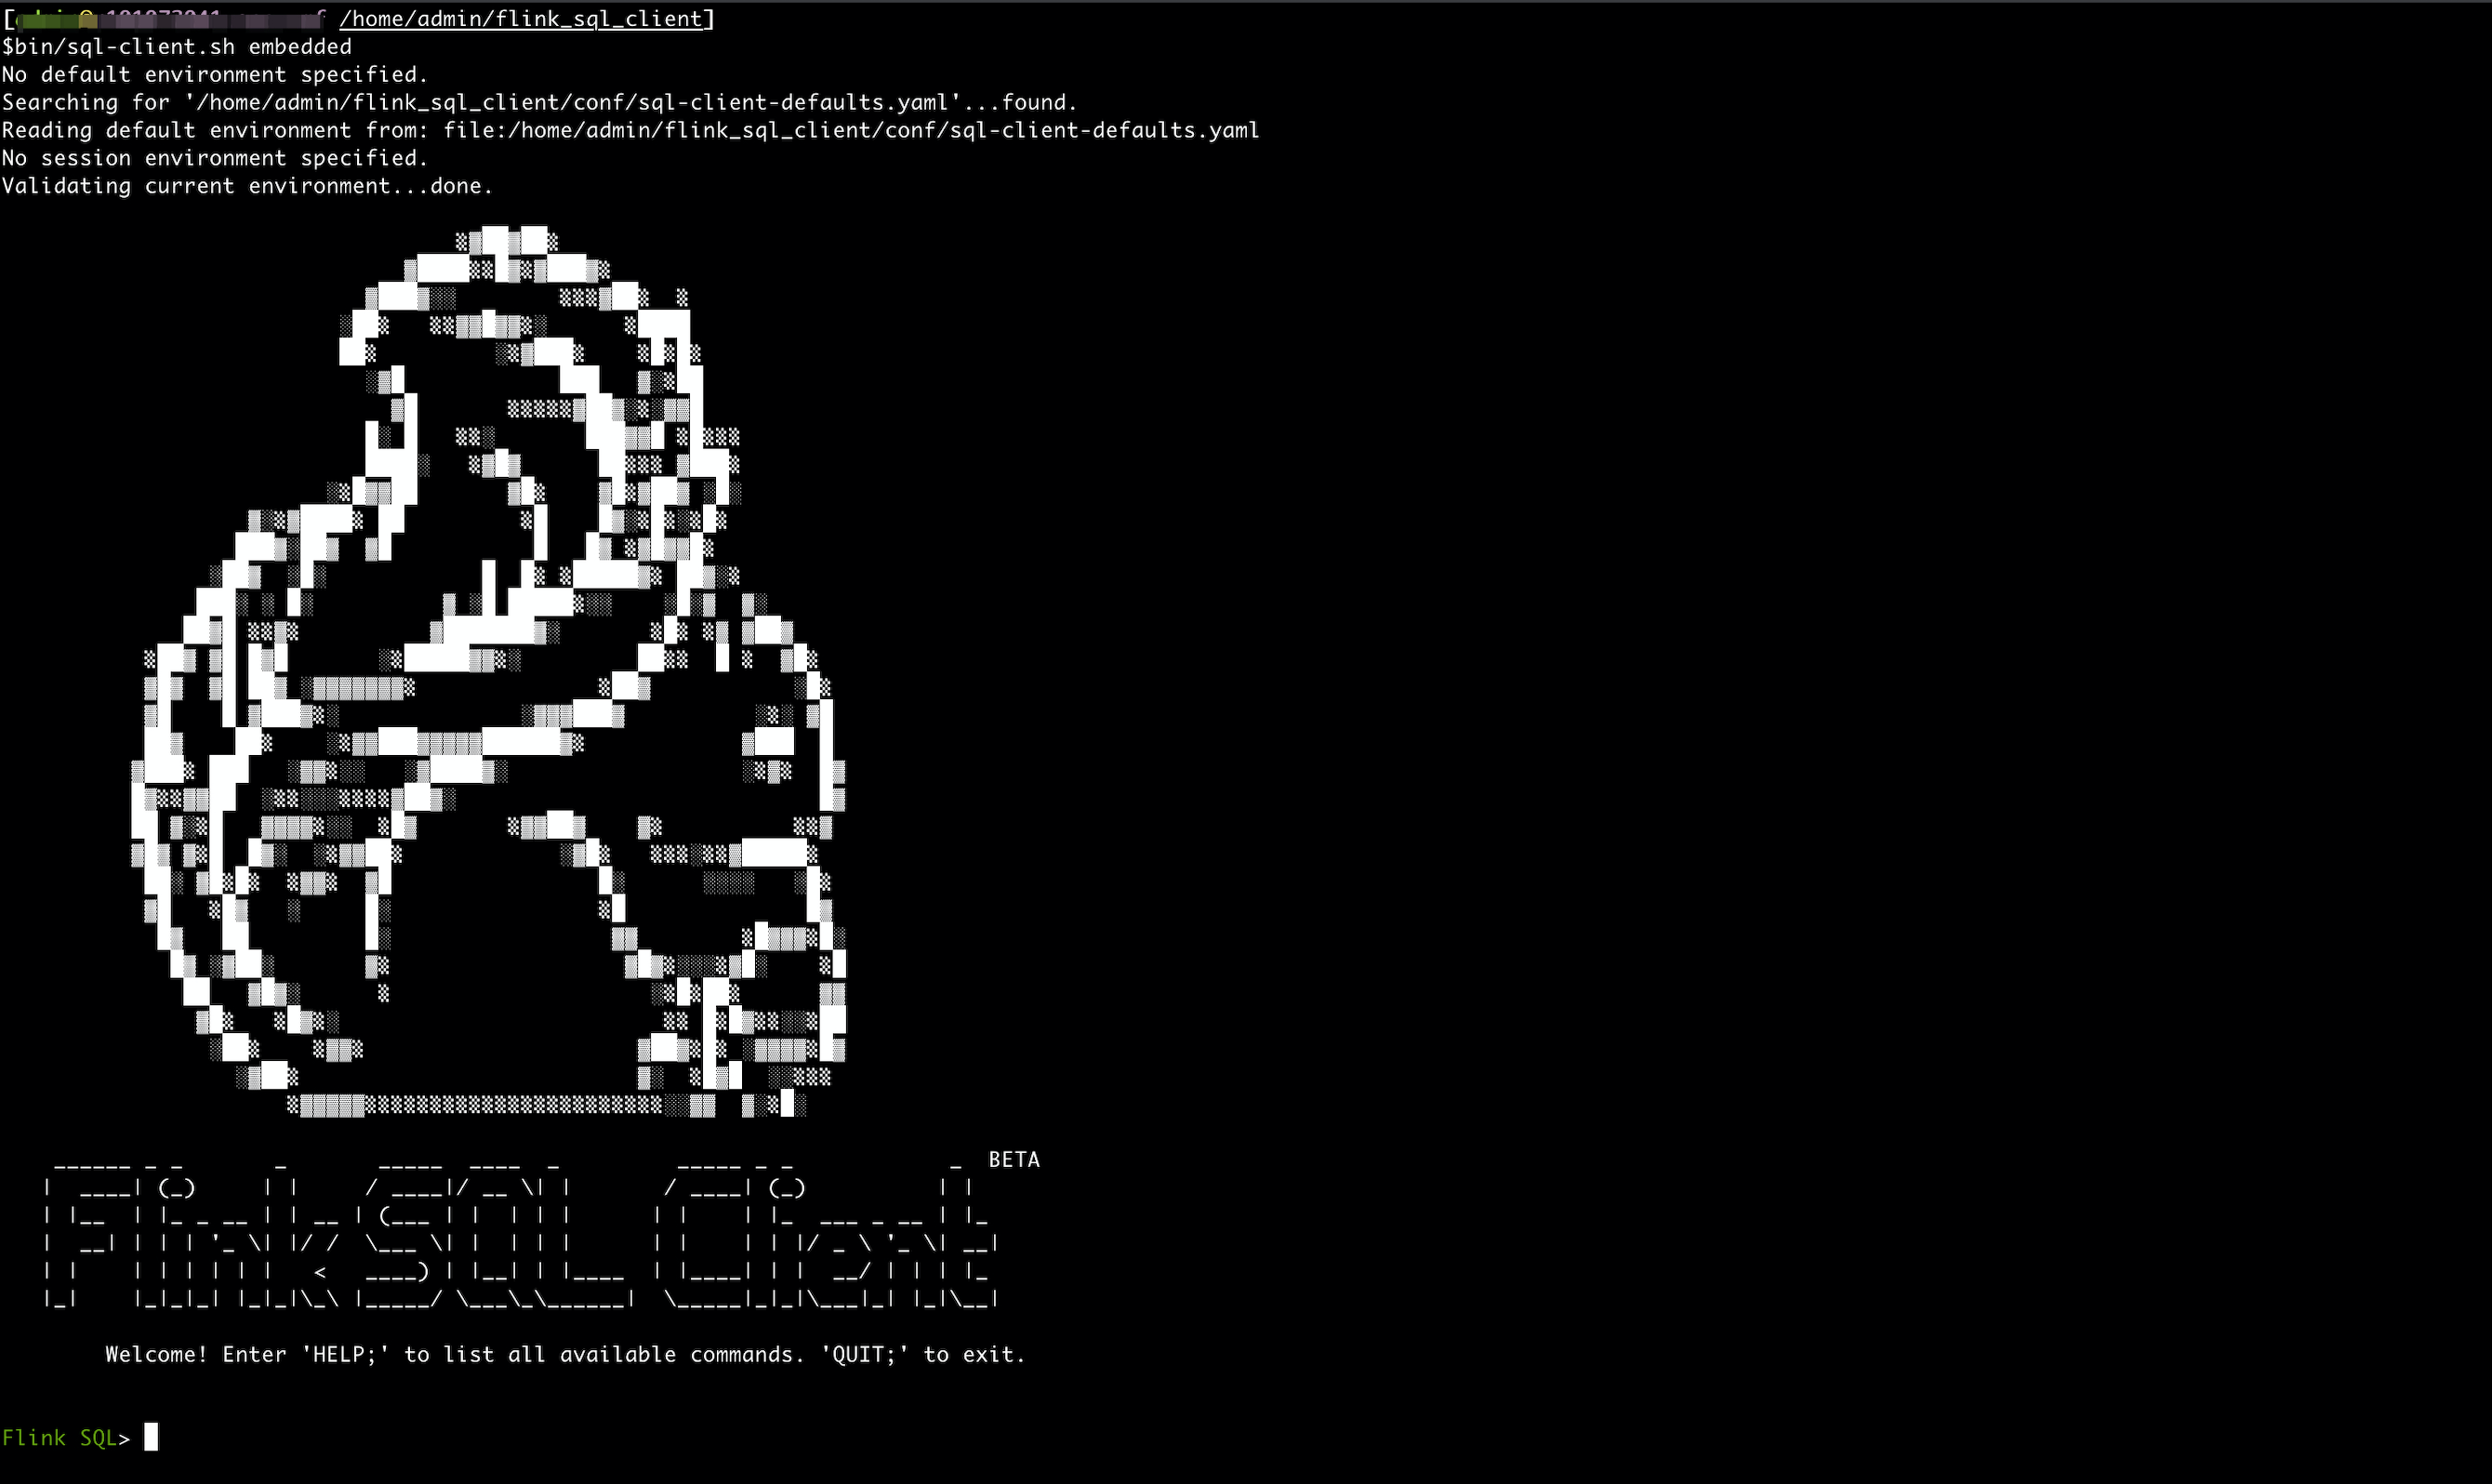 /home/admin/flink_sql_client]
$bin/sql-client.sh embedded
No default environment specified.
Searching for '/home/admin/flink_sql_client/conf/sql-client-defaults.yaml'...found.
Reading default environment from: file:/home/admin/flink_sql_client/conf/sql-client-defaults.yaml
No session environment specified.
Validating current environment...done.
Flink SQL Client BETA
Welcome! Enter 'HELP;' to list all available commands. 'QUIT;' to exit.
Flink SQL>